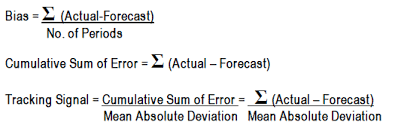 Bias = Σ (Actual-Forecast)
No. of Periods
Cumulative Sum of Error = Σ (Actual – Forecast)
Tracking Signal = Cumulative Sum of Error = Σ (Actual – Forecast)
Mean Absolute Deviation Mean Absolute Deviation